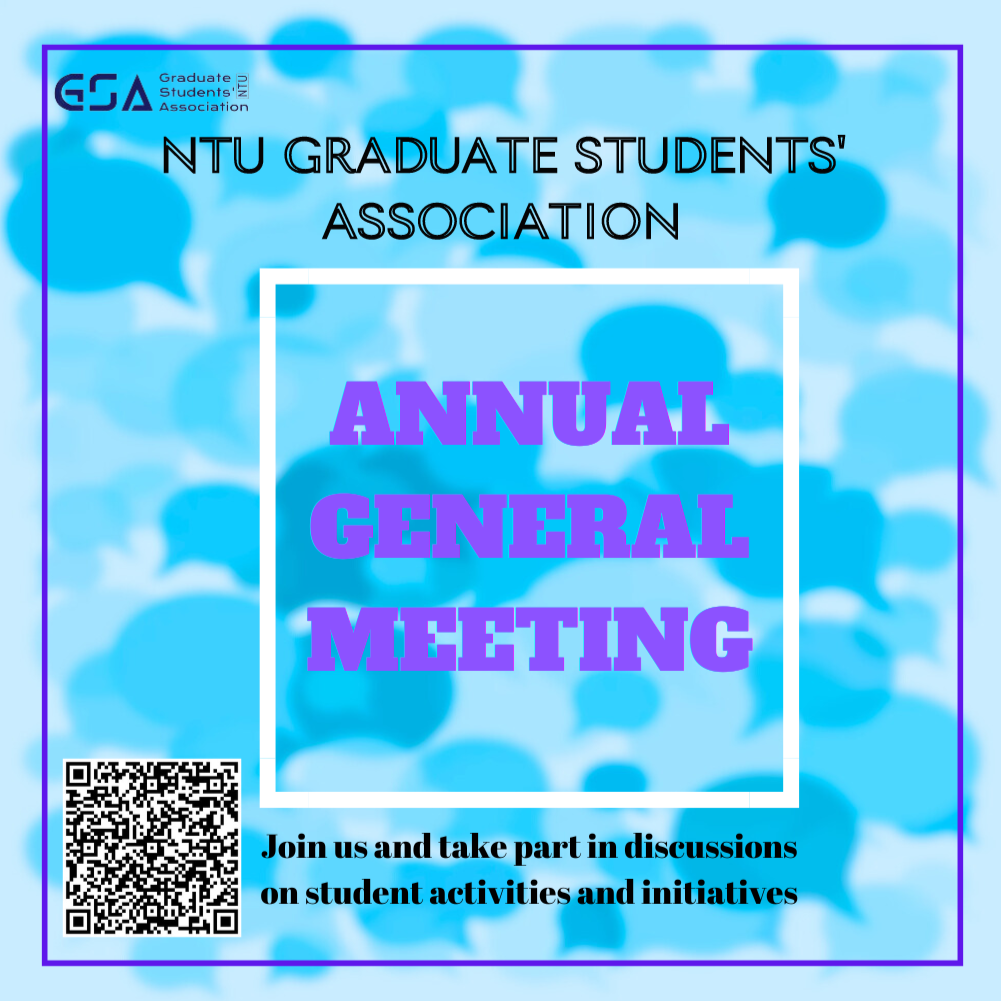 GSA
Graduate
Students'
Association
NTU
NTU GRADUATE STUDENTS'
ASSOCIATION
ANNUAL
GENERAL
MEETING
Join us and take part in discussions
on student activities and initiatives